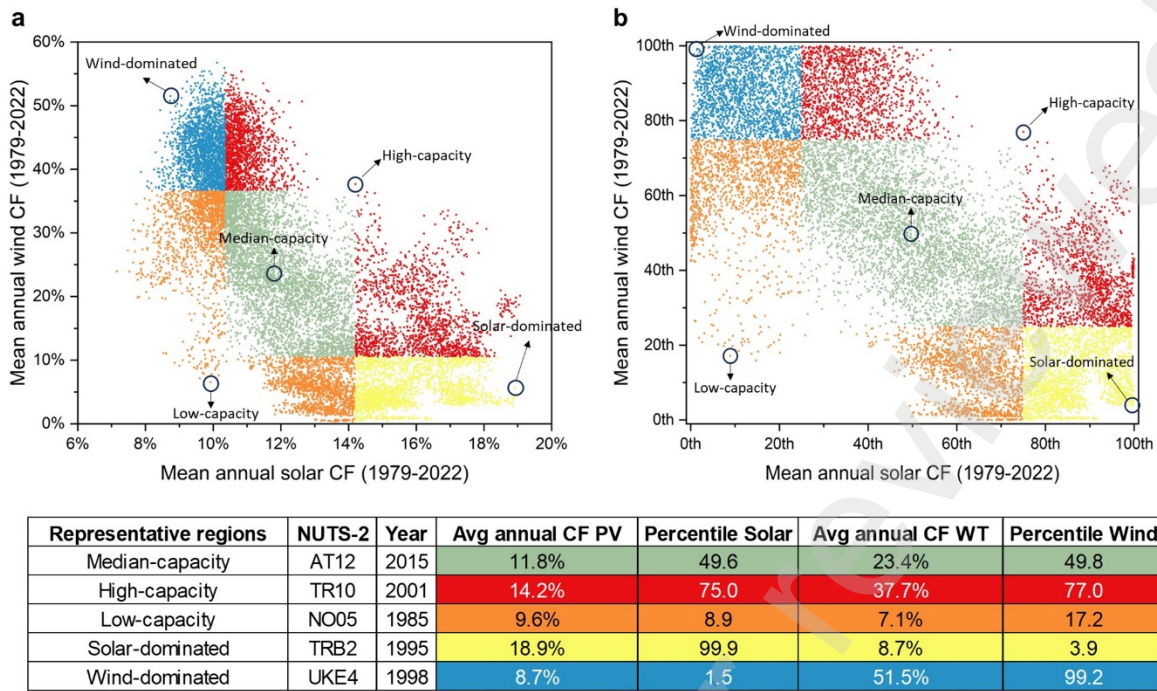 a
60%
50%
40%
30%
20%
10%
0%
Mean annual wind CF (1979-2022)
Wind-dominated
High-capacity
Median-capacity
Solar-dominated
Low-capacity
6% 8% 10% 12% 14% 16% 18% 20%
Mean annual solar CF (1979-2022)
b
100th
80th
60th
40th
20th
0th
Mean annual wind CF (1979-2022)
Wind-dominated
High-capacity
Median-capacity
Low-capacity
Solar-dominated
0th 20th 40th 60th 80th 100th
Mean annual solar CF (1979-2022)
Representative regions NUTS-2 Year Avg annual CF PV Percentile Solar Avg annual CF WT Percentile Wind
Median-capacity AT12 2015 11.8% 49.6 23.4% 49.8
High-capacity TR10 2001 14.2% 75.0 37.7% 77.0
Low-capacity NO05 1985 9.6% 8.9 7.1% 17.2
Solar-dominated TRB2 1995 18.9% 99.9 8.7% 3.9
Wind-dominated UKE4 1998 8.7% 1.5 51.5% 99.2